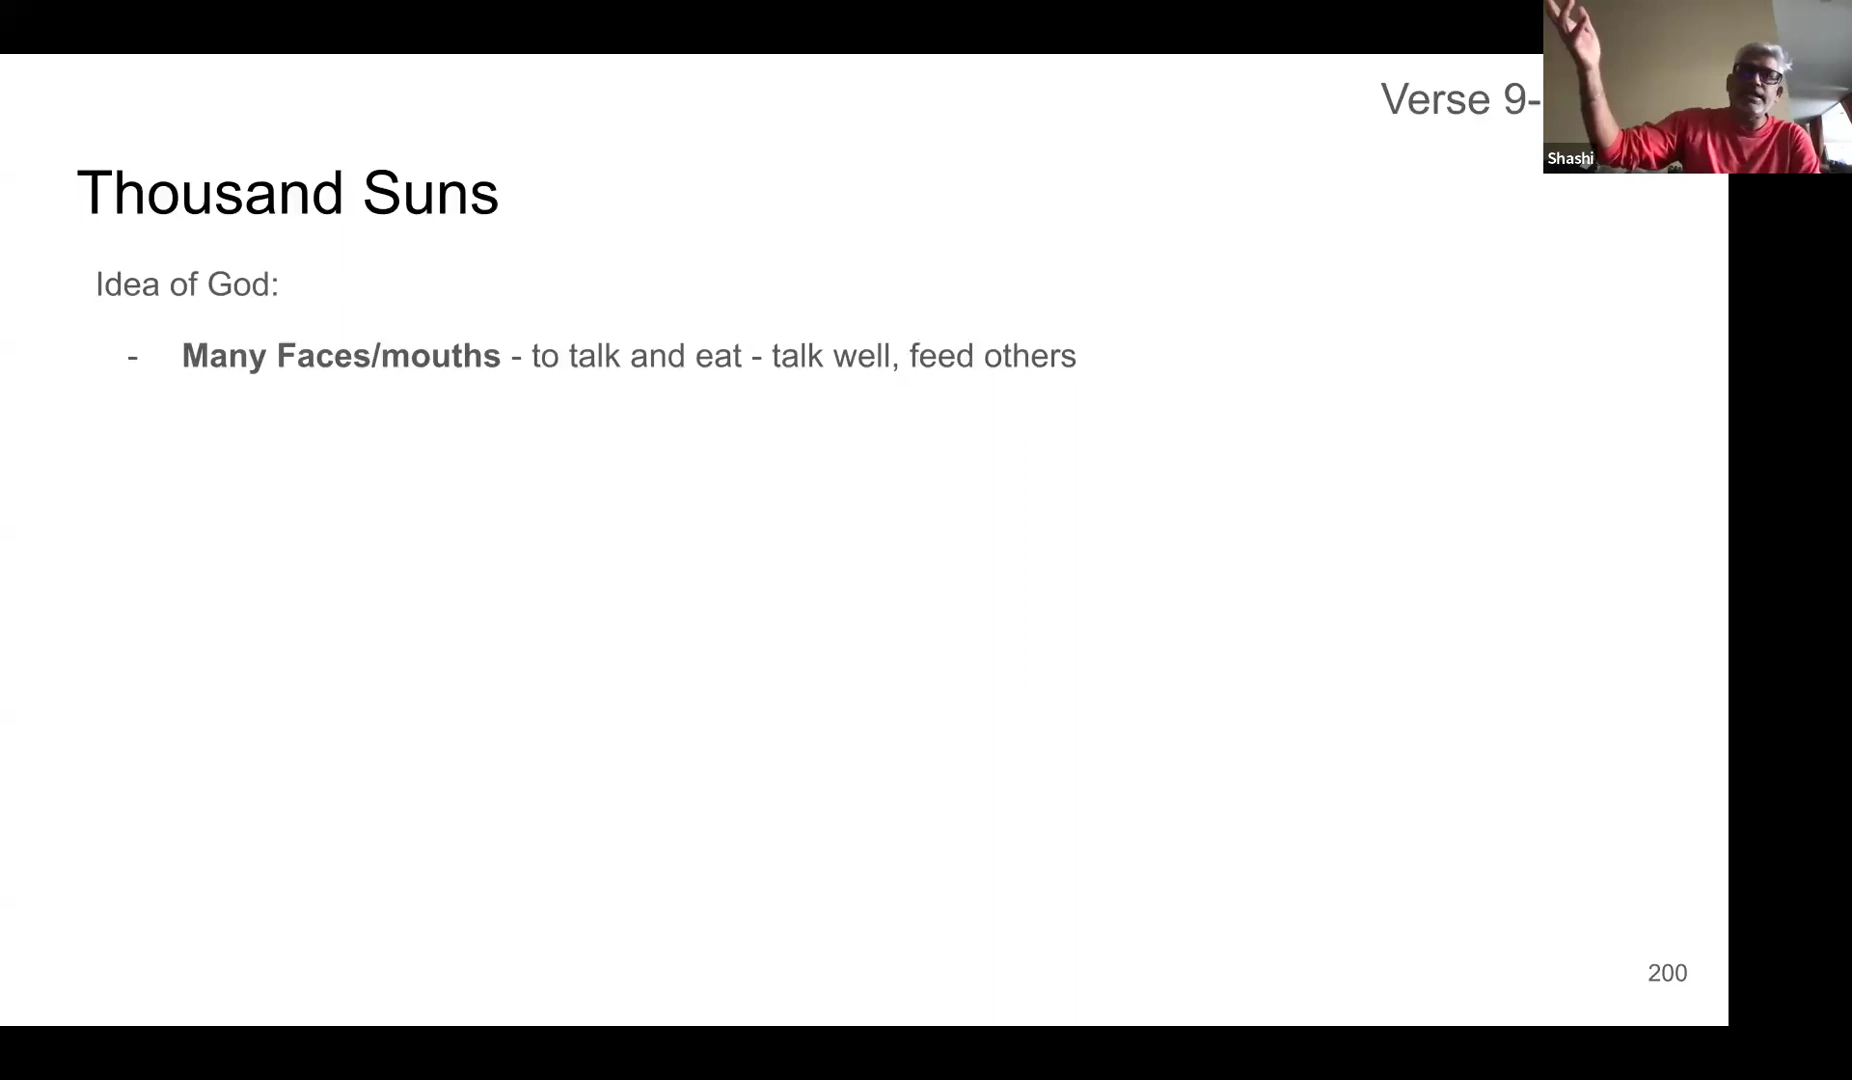 Verse 9-
Shashi
Thousand Suns
Idea of God:
- Many Faces/mouths - to talk and eat - talk well, feed others
200